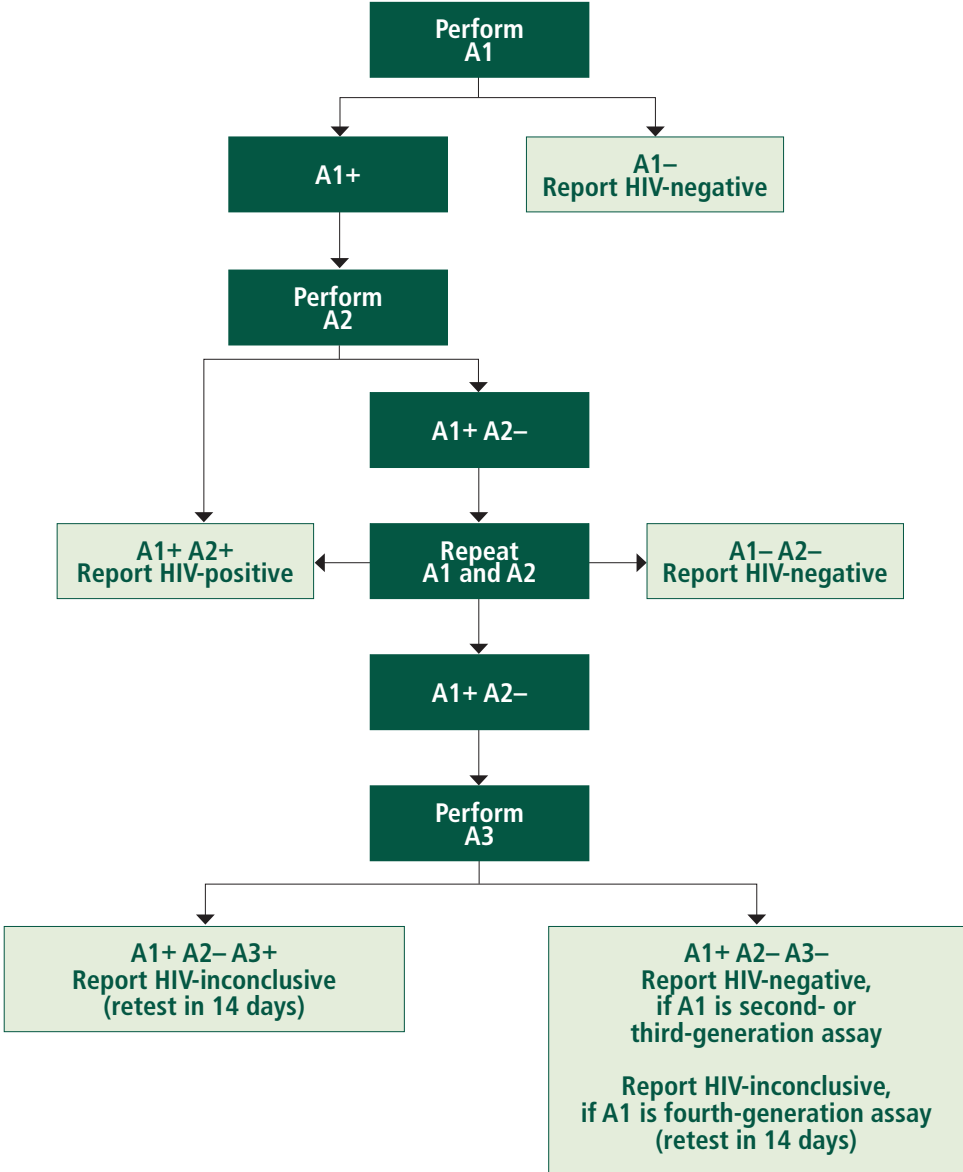 Perform
A1
A1+
A1–
Report HIV-negative
Perform
A2
A1+ A2–
A1+ A2+
Report HIV-positive
Repeat
A1 and A2
A1– A2–
Report HIV-negative
A1+ A2–
Perform
A3
A1+ A2– A3+
Report HIV-inconclusive
(retest in 14 days)
A1+ A2– A3–
Report HIV-negative,
if A1 is second- or
third-generation assay
Report HIV-inconclusive,
if A1 is fourth-generation assay
(retest in 14 days)